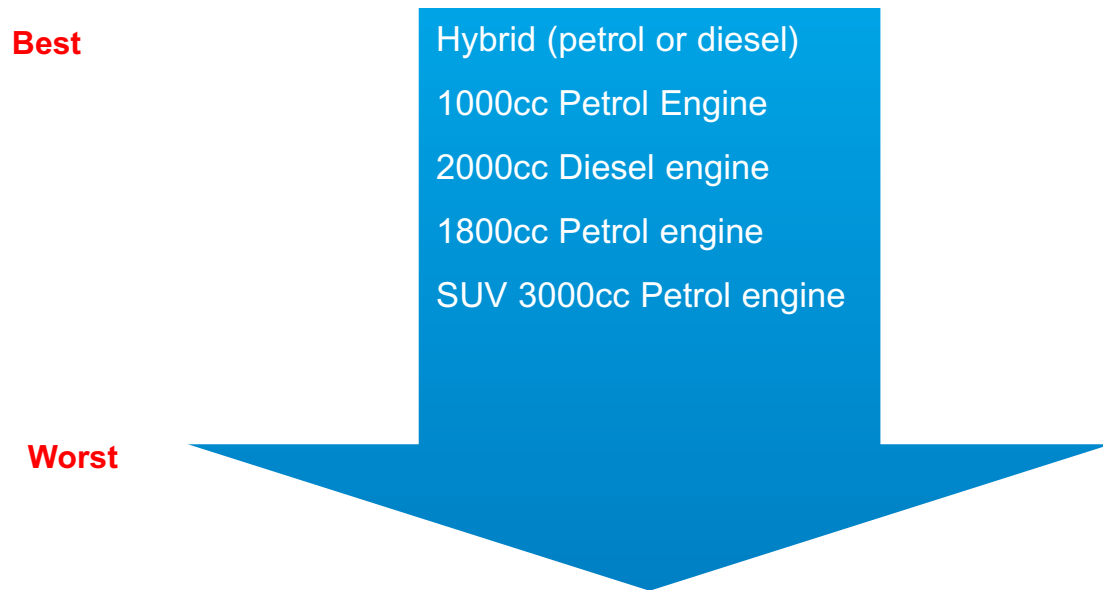 Best
Hybrid (petrol or diesel)
1000cc Petrol Engine
2000cc Diesel engine
1800cc Petrol engine
SUV 3000cc Petrol engine
Worst